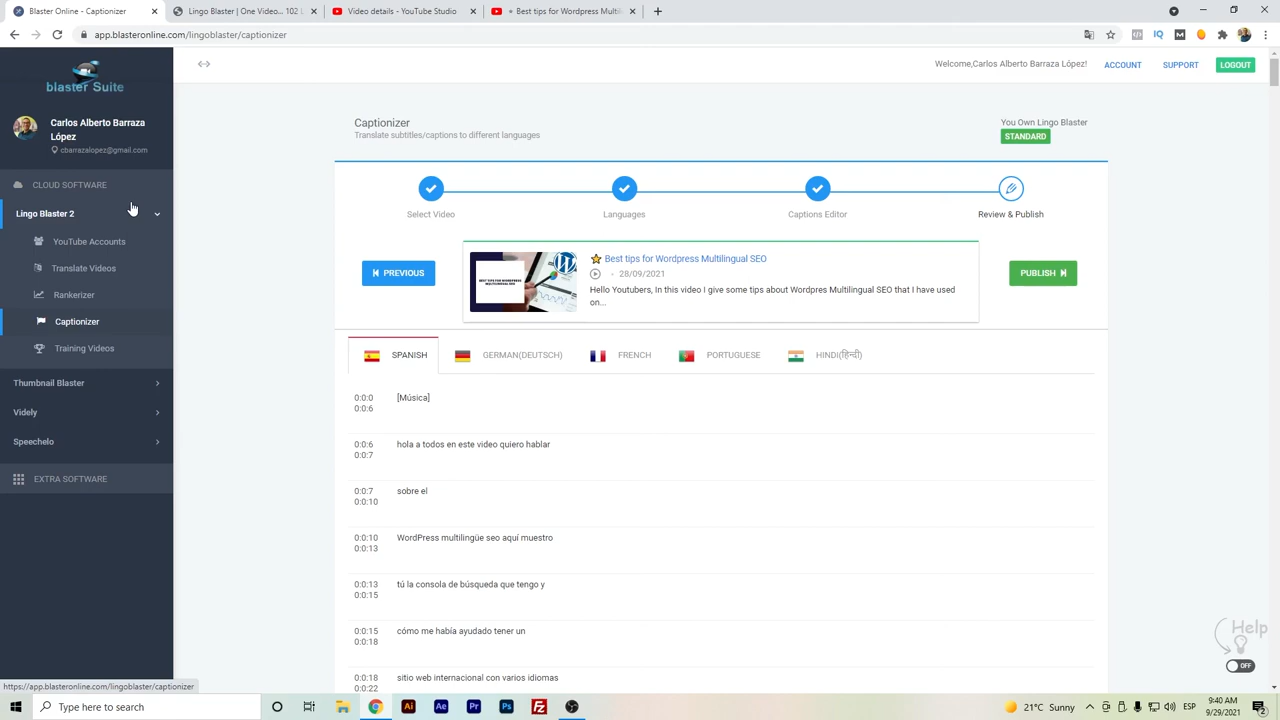 Blaster Online - Captionizer
Lingo Blaster | One Video... 102 L
Video details - YouTube Studio
⭐ Best tips for Wordpress Multilin
app.blasteronline.com/lingoblaster/captionizer
blaster Suite
Welcome,Carlos Alberto Barraza López!
ACCOUNT
SUPPORT
LOGOUT
Carlos Alberto Barraza
López
cbarrazalopez@gmail.com
CLOUD SOFTWARE
Lingo Blaster 2
YouTube Accounts
Translate Videos
Rankerizer
Captionizer
Training Videos
Thumbnail Blaster
Videly
Speechelo
EXTRA SOFTWARE
Captionizer
Translate subtitles/captions to different languages
You Own Lingo Blaster
STANDARD
Select Video
Languages
Captions Editor
Review & Publish
PREVIOUS
BEST TIPS FOR WORDPRESS
MULTILINGUAL SEO
⭐ Best tips for Wordpress Multilingual SEO
- 28/09/2021
Hello Youtubers, In this video I give some tips about Wordpres Multilingual SEO that I have used
on...
PUBLISH
SPANISH
GERMAN(DEUTSCH)
FRENCH
PORTUGUESE
HINDI(हिन्दी)
0:0:0 [Música]
0:0:6
0:0:6 hola a todos en este video quiero hablar
0:0:7
0:0:7 sobre el
0:0:10
0:0:10 WordPress multilingüe seo aquí muestro
0:0:13
0:0:13 tú la consola de búsqueda que tengo y
0:0:15
0:0:15 cómo me había ayudado tener un
0:0:18
0:0:18 sitio web internacional con varios idiomas
0:0:22
Help
OFF
https://app.blasteronline.com/lingoblaster/captionizer
Type here to search
21°C Sunny
ESP
9:40 AM
9/29/2021